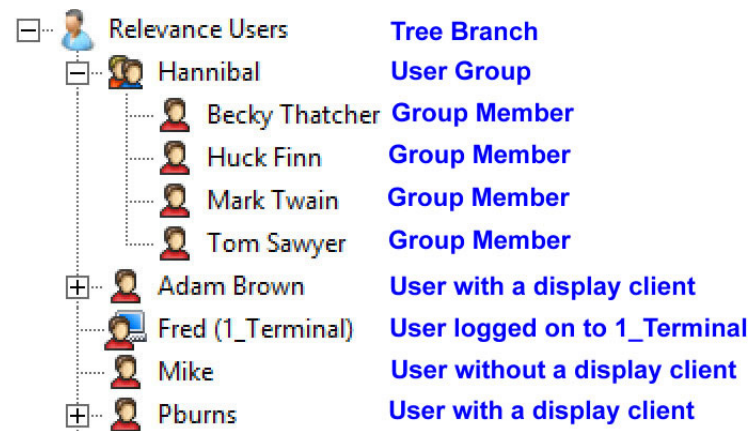 Relevance Users Tree Branch
Hannibal User Group
Becky Thatcher Group Member
Huck Finn Group Member
Mark Twain Group Member
Tom Sawyer Group Member
Adam Brown User with a display client
Fred (1_Terminal) User logged on to 1_Terminal
Mike User without a display client
Pburns User with a display client